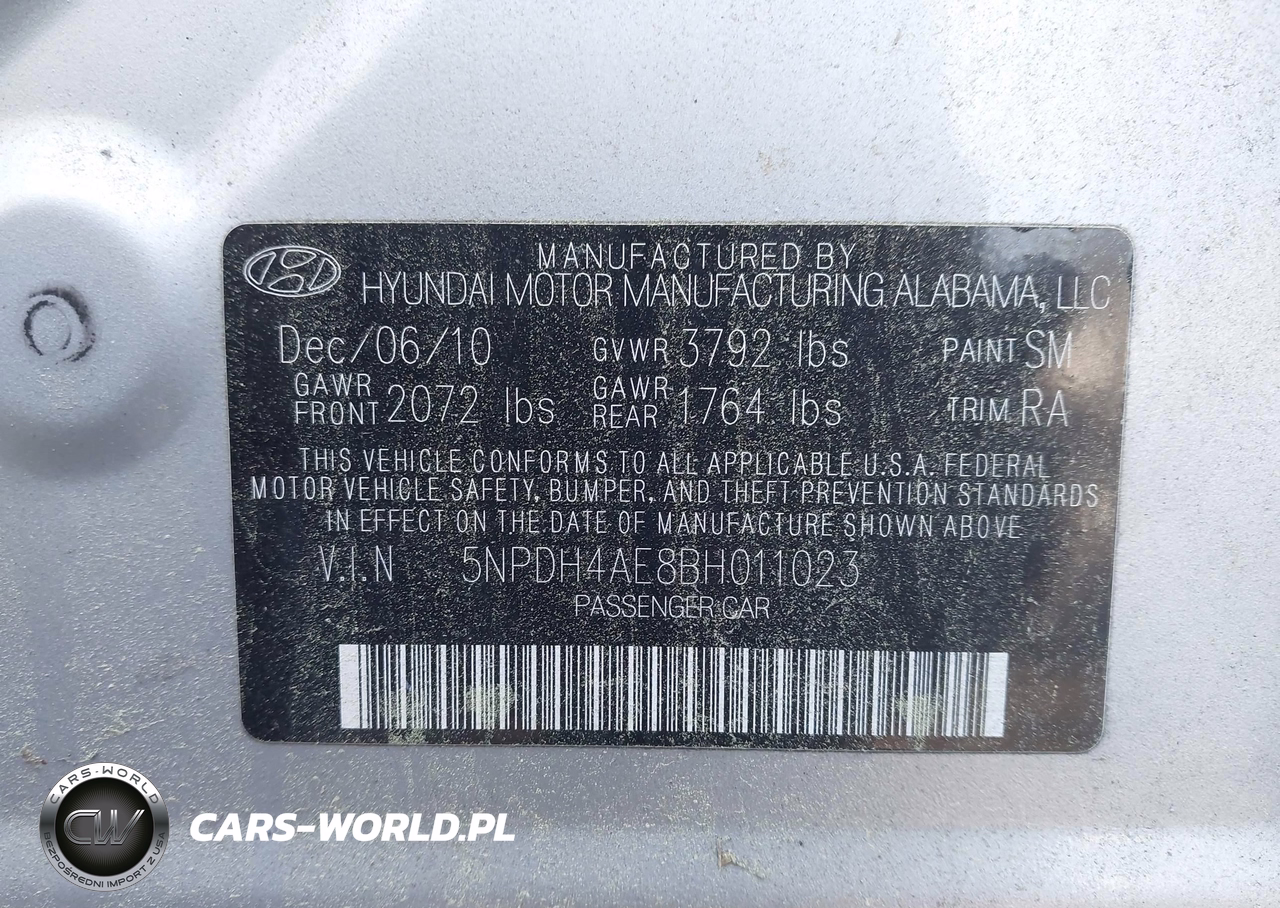 MANUFACTURED BY
HYUNDAI MOTOR MANUFACTURING ALABAMA, LLC
Dec/06/10 GVWR 3792 lbs PAINT SM
GAWR FRONT 2072 lbs GAWR REAR 1764 lbs TRIM RA
THIS VEHICLE CONFORMS TO ALL APPLICABLE U.S.A. FEDERAL
MOTOR VEHICLE SAFETY, BUMPER, AND THEFT PREVENTION STANDARDS
IN EFFECT ON THE DATE OF MANUFACTURE SHOWN ABOVE
V.I.N 5NPDH4AE8BH011023
PASSENGER CAR
CARS-WORLD
CW
BEZPOŚREDNI IMPORT Z USA
CARS-WORLD.PL